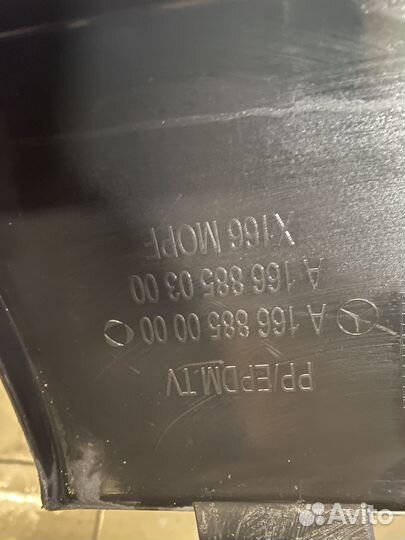 PP/EPDM TV
A 166 885 00 00
A 166 885 03 00
X166 MOPF
Avito